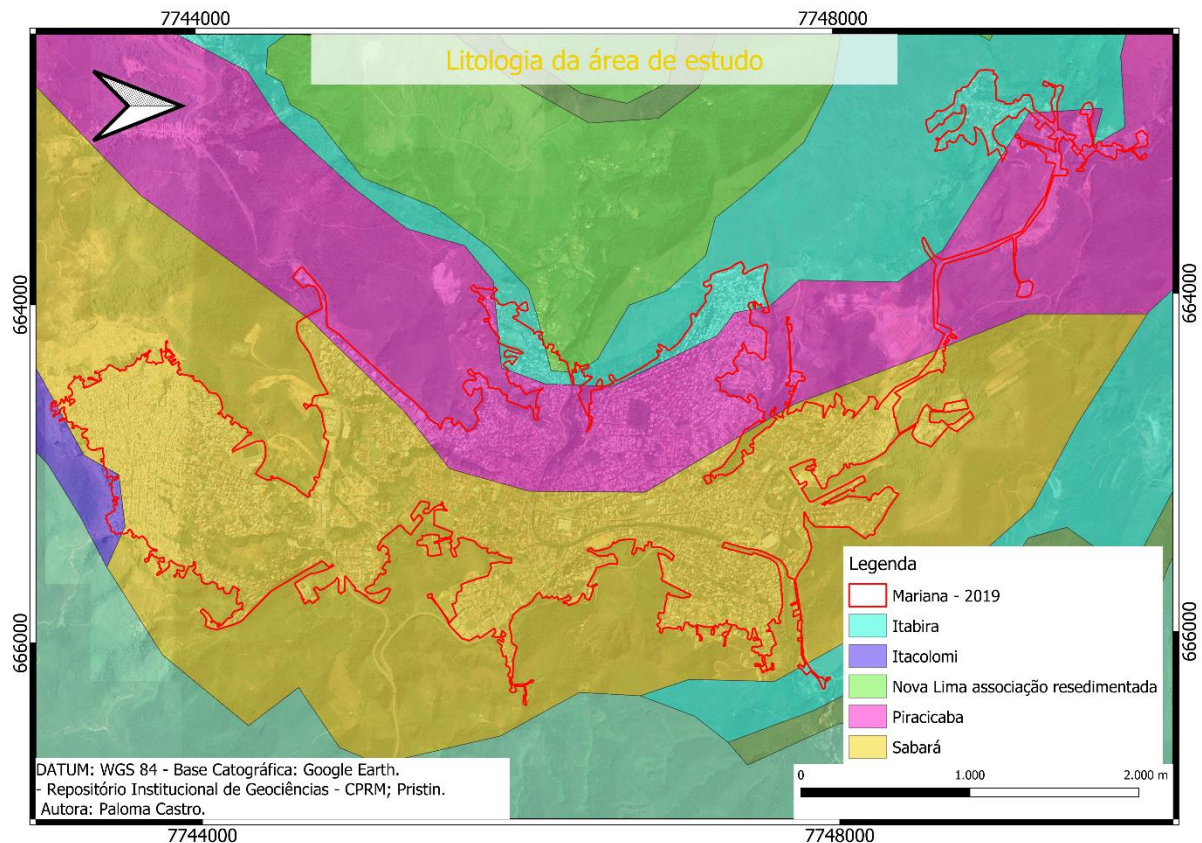 7744000
7748000
Litologia da área de estudo
664000
664000
666000
666000
Legenda
Mariana - 2019
Itabira
Itacolomi
Nova Lima associação resedimentada
Piracicaba
Sabará
DATUM: WGS 84 - Base Catográfica: Google Earth.
- Repositório Institucional de Geociências - CPRM; Pristin.
Autora: Paloma Castro.
0
1.000
2.000 m
7744000
7748000